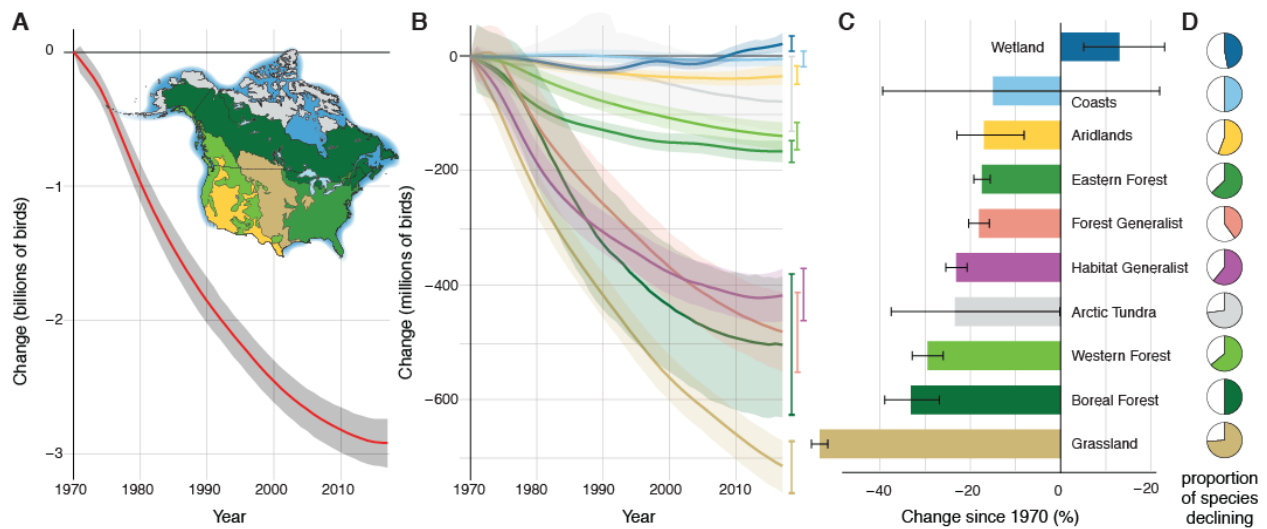 A
B
C
D
0
−1
−2
−3
1970
1980
1990
2000
2010
Change (billions of birds)
Year
0
−200
−400
−600
1970
1980
1990
2000
2010
Change (millions of birds)
Year
Wetland
Coasts
Aridlands
Eastern Forest
Forest Generalist
Habitat Generalist
Arctic Tundra
Western Forest
Boreal Forest
Grassland
−40
−20
0
−20
Change since 1970 (%)
proportion
of species
declining